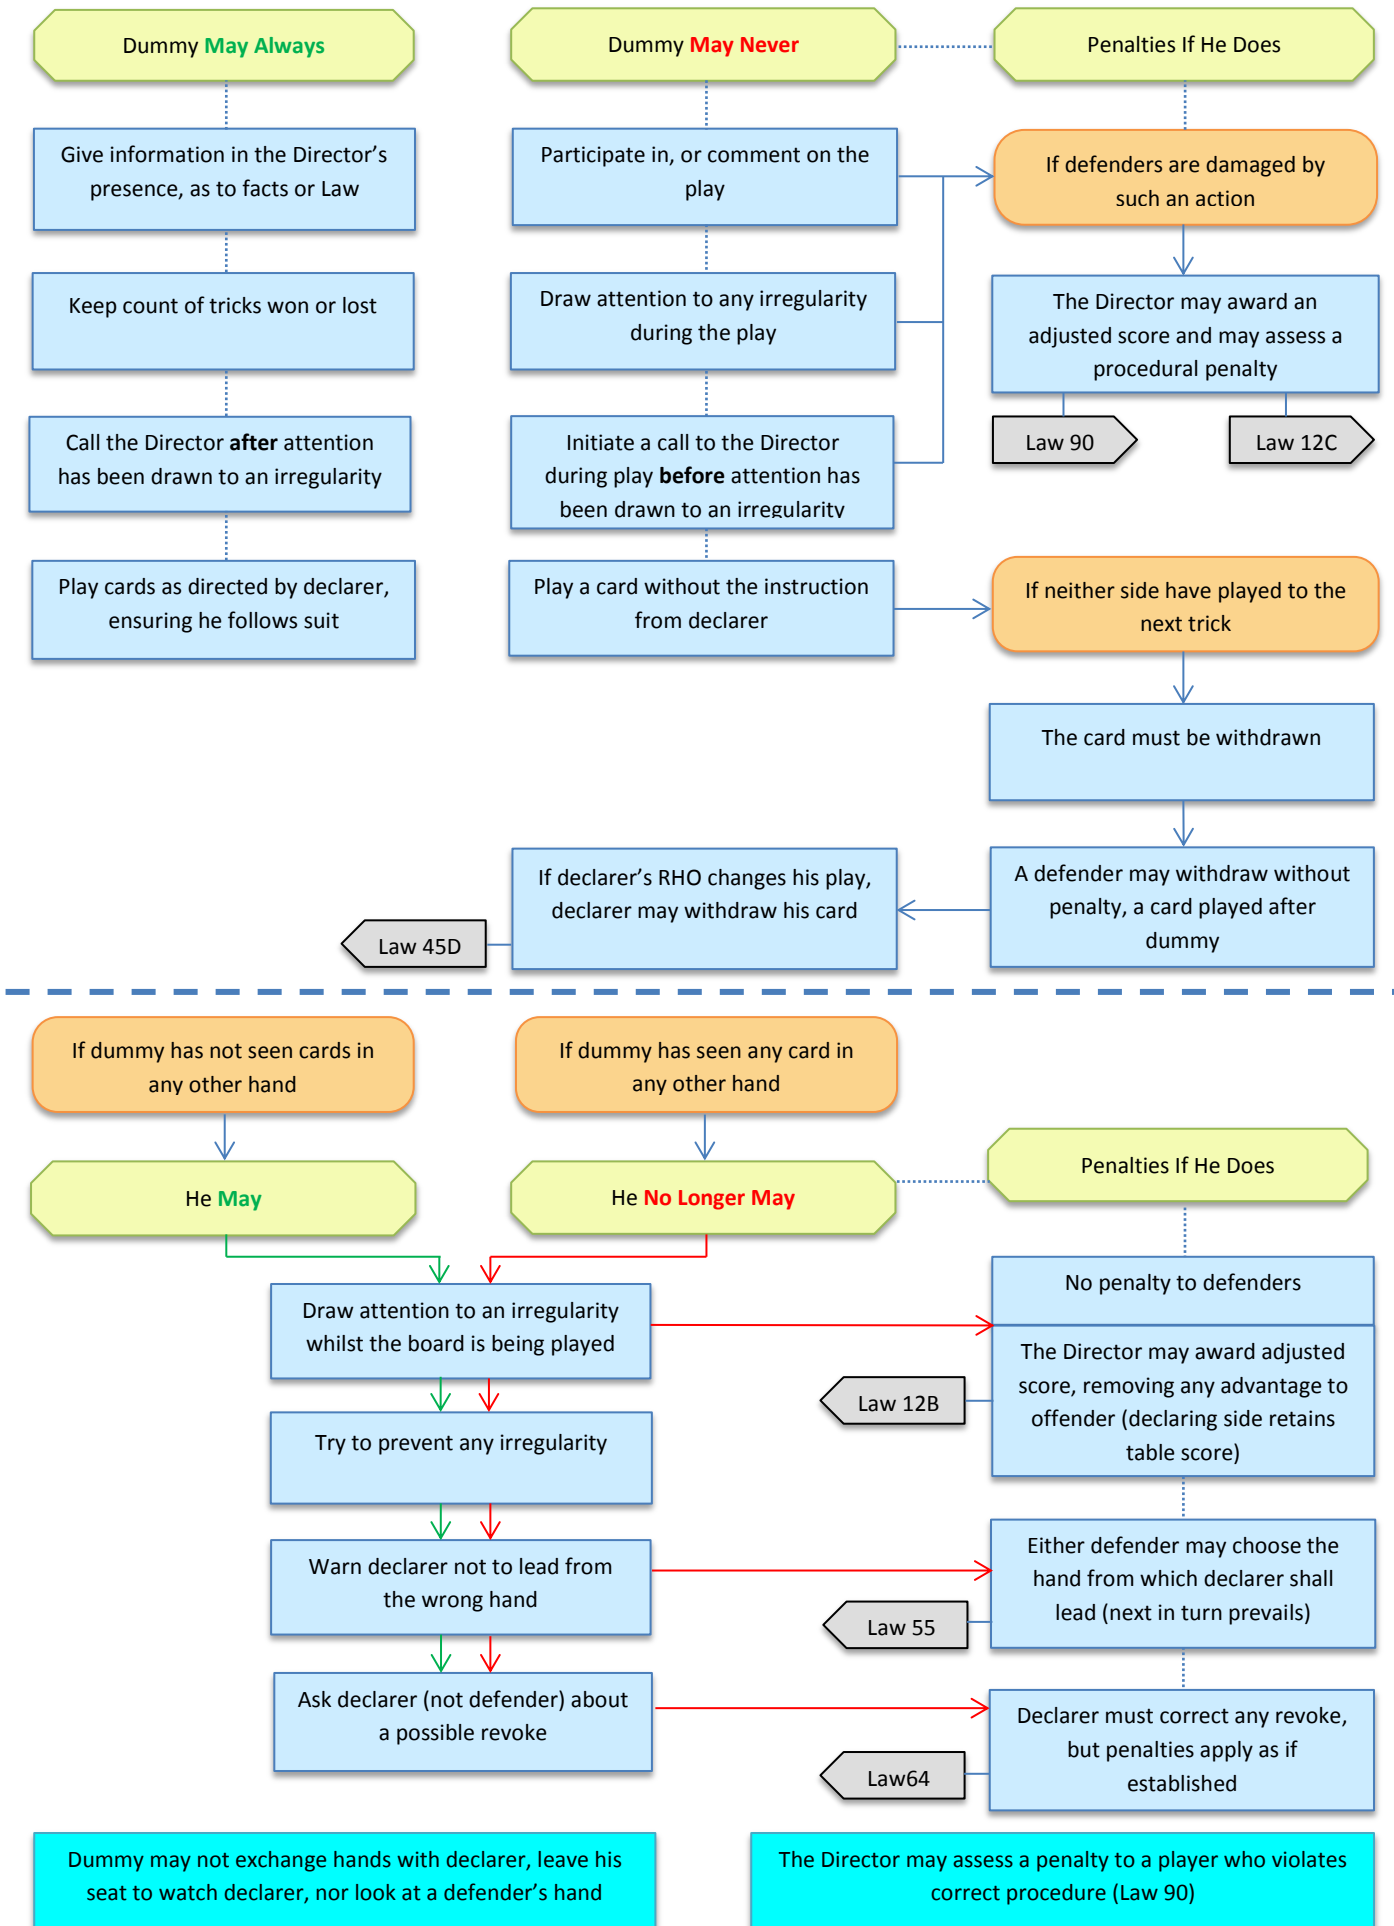 Dummy May Always
Dummy May Never
Penalties If He Does
Give information in the Director's
presence, as to facts or Law
Keep count of tricks won or lost
Call the Director after attention
has been drawn to an irregularity
Play cards as directed by declarer,
ensuring he follows suit
Participate in, or comment on the
play
Draw attention to any irregularity
during the play
Initiate a call to the Director
during play before attention has
been drawn to an irregularity
Play a card without the instruction
from declarer
If defenders are damaged by
such an action
The Director may award an
adjusted score and may assess a
procedural penalty
Law 90
Law 12C
If neither side have played to the
next trick
The card must be withdrawn
A defender may withdraw without
penalty, a card played after
dummy
If declarer's RHO changes his play,
declarer may withdraw his card
Law 45D
If dummy has not seen cards in
any other hand
If dummy has seen any card in
any other hand
He May
He No Longer May
Penalties If He Does
Draw attention to an irregularity
whilst the board is being played
Try to prevent any irregularity
Warn declarer not to lead from
the wrong hand
Ask declarer (not defender) about
a possible revoke
No penalty to defenders
The Director may award adjusted
score, removing any advantage to
offender (declaring side retains
table score)
Law 12B
Either defender may choose the
hand from which declarer shall
lead (next in turn prevails)
Law 55
Declarer must correct any revoke,
but penalties apply as if
established
Law64
Dummy may not exchange hands with declarer, leave his
seat to watch declarer, nor look at a defender's hand
The Director may assess a penalty to a player who violates
correct procedure (Law 90)